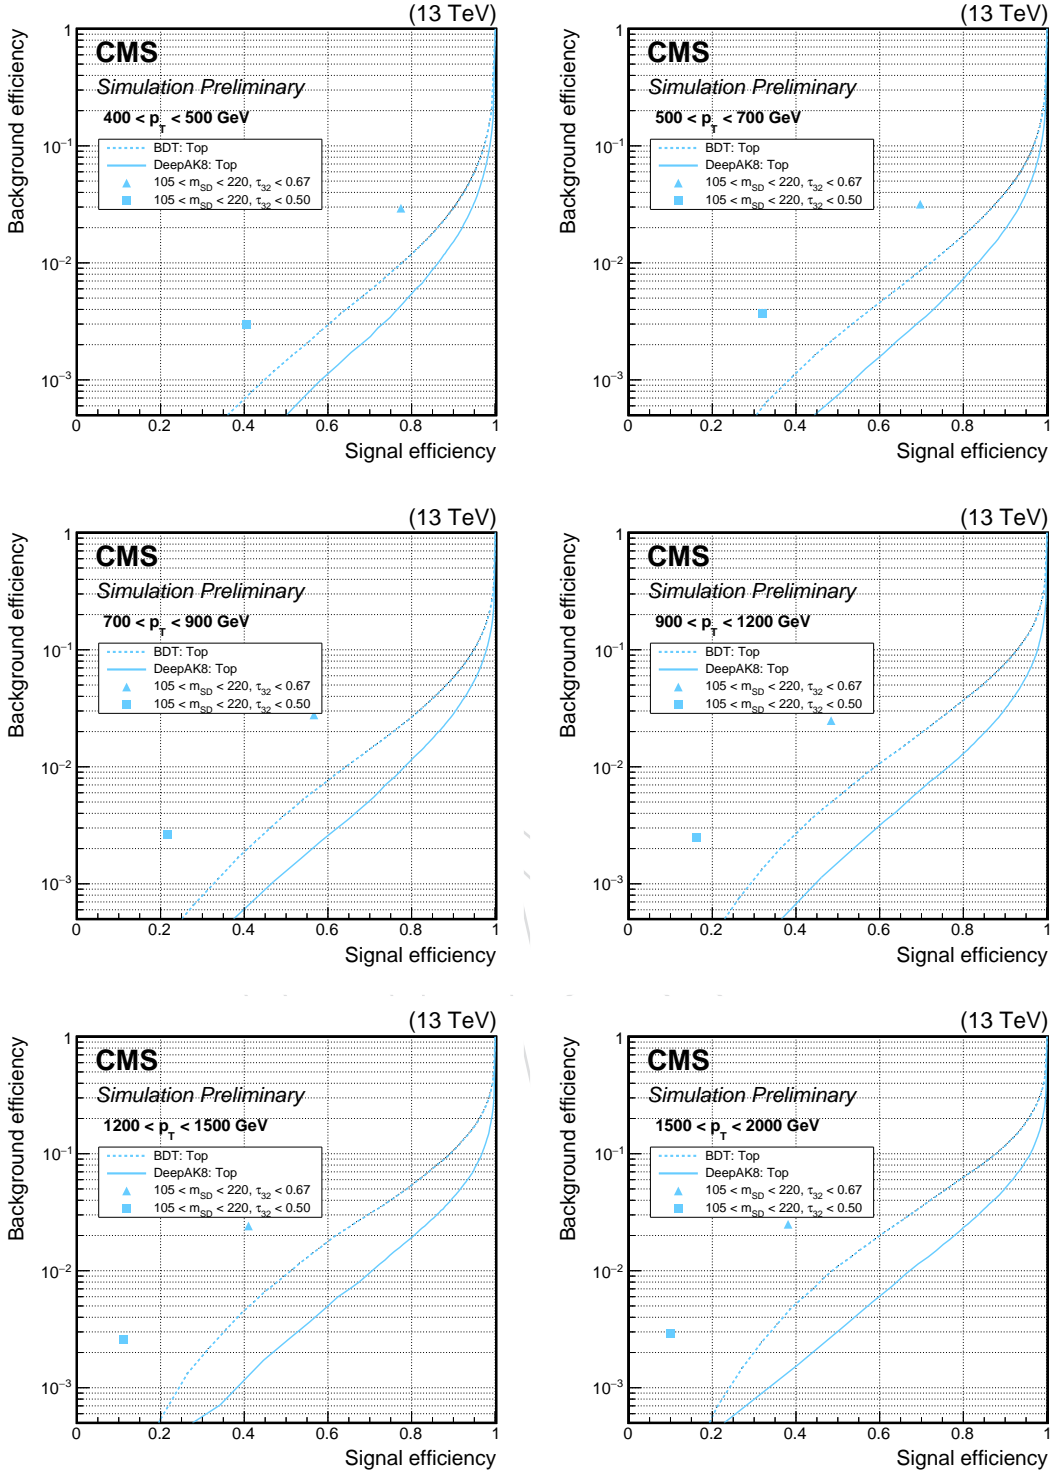 (13 TeV)
CMS
Simulation Preliminary
400 < p_T < 500 GeV
BDT: Top
DeepAK8: Top
105 < m_SD < 220, τ_32 < 0.67
105 < m_SD < 220, τ_32 < 0.50
Background efficiency
1
10⁻¹
10⁻²
10⁻³
0 0.2 0.4 0.6 0.8 1
Signal efficiency
(13 TeV)
CMS
Simulation Preliminary
500 < p_T < 700 GeV
BDT: Top
DeepAK8: Top
105 < m_SD < 220, τ_32 < 0.67
105 < m_SD < 220, τ_32 < 0.50
Background efficiency
1
10⁻¹
10⁻²
10⁻³
0 0.2 0.4 0.6 0.8 1
Signal efficiency
(13 TeV)
CMS
Simulation Preliminary
700 < p_T < 900 GeV
BDT: Top
DeepAK8: Top
105 < m_SD < 220, τ_32 < 0.67
105 < m_SD < 220, τ_32 < 0.50
Background efficiency
1
10⁻¹
10⁻²
10⁻³
0 0.2 0.4 0.6 0.8 1
Signal efficiency
(13 TeV)
CMS
Simulation Preliminary
900 < p_T < 1200 GeV
BDT: Top
DeepAK8: Top
105 < m_SD < 220, τ_32 < 0.67
105 < m_SD < 220, τ_32 < 0.50
Background efficiency
1
10⁻¹
10⁻²
10⁻³
0 0.2 0.4 0.6 0.8 1
Signal efficiency
(13 TeV)
CMS
Simulation Preliminary
1200 < p_T < 1500 GeV
BDT: Top
DeepAK8: Top
105 < m_SD < 220, τ_32 < 0.67
105 < m_SD < 220, τ_32 < 0.50
Background efficiency
1
10⁻¹
10⁻²
10⁻³
0 0.2 0.4 0.6 0.8 1
Signal efficiency
(13 TeV)
CMS
Simulation Preliminary
1500 < p_T < 2000 GeV
BDT: Top
DeepAK8: Top
105 < m_SD < 220, τ_32 < 0.67
105 < m_SD < 220, τ_32 < 0.50
Background efficiency
1
10⁻¹
10⁻²
10⁻³
0 0.2 0.4 0.6 0.8 1
Signal efficiency